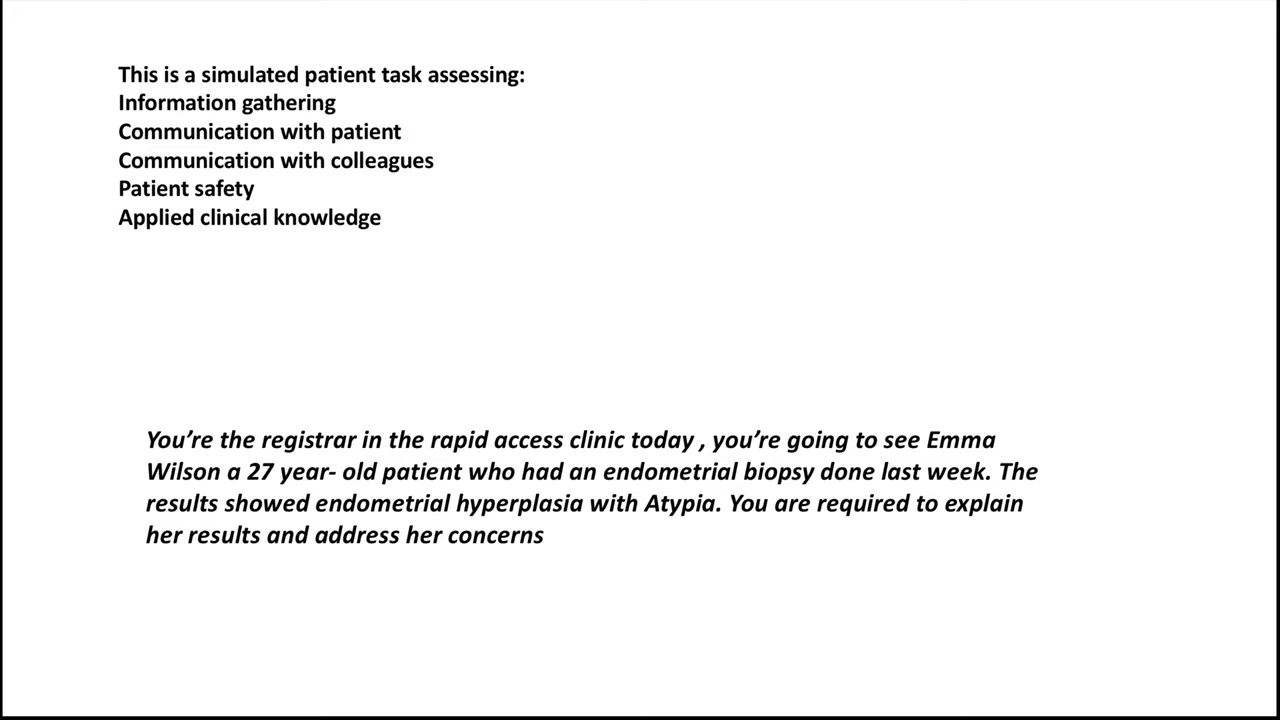 This is a simulated patient task assessing:
Information gathering
Communication with patient
Communication with colleagues
Patient safety
Applied clinical knowledge
You're the registrar in the rapid access clinic today , you're going to see Emma
Wilson a 27 year- old patient who had an endometrial biopsy done last week. The
results showed endometrial hyperplasia with Atypia. You are required to explain
her results and address her concerns